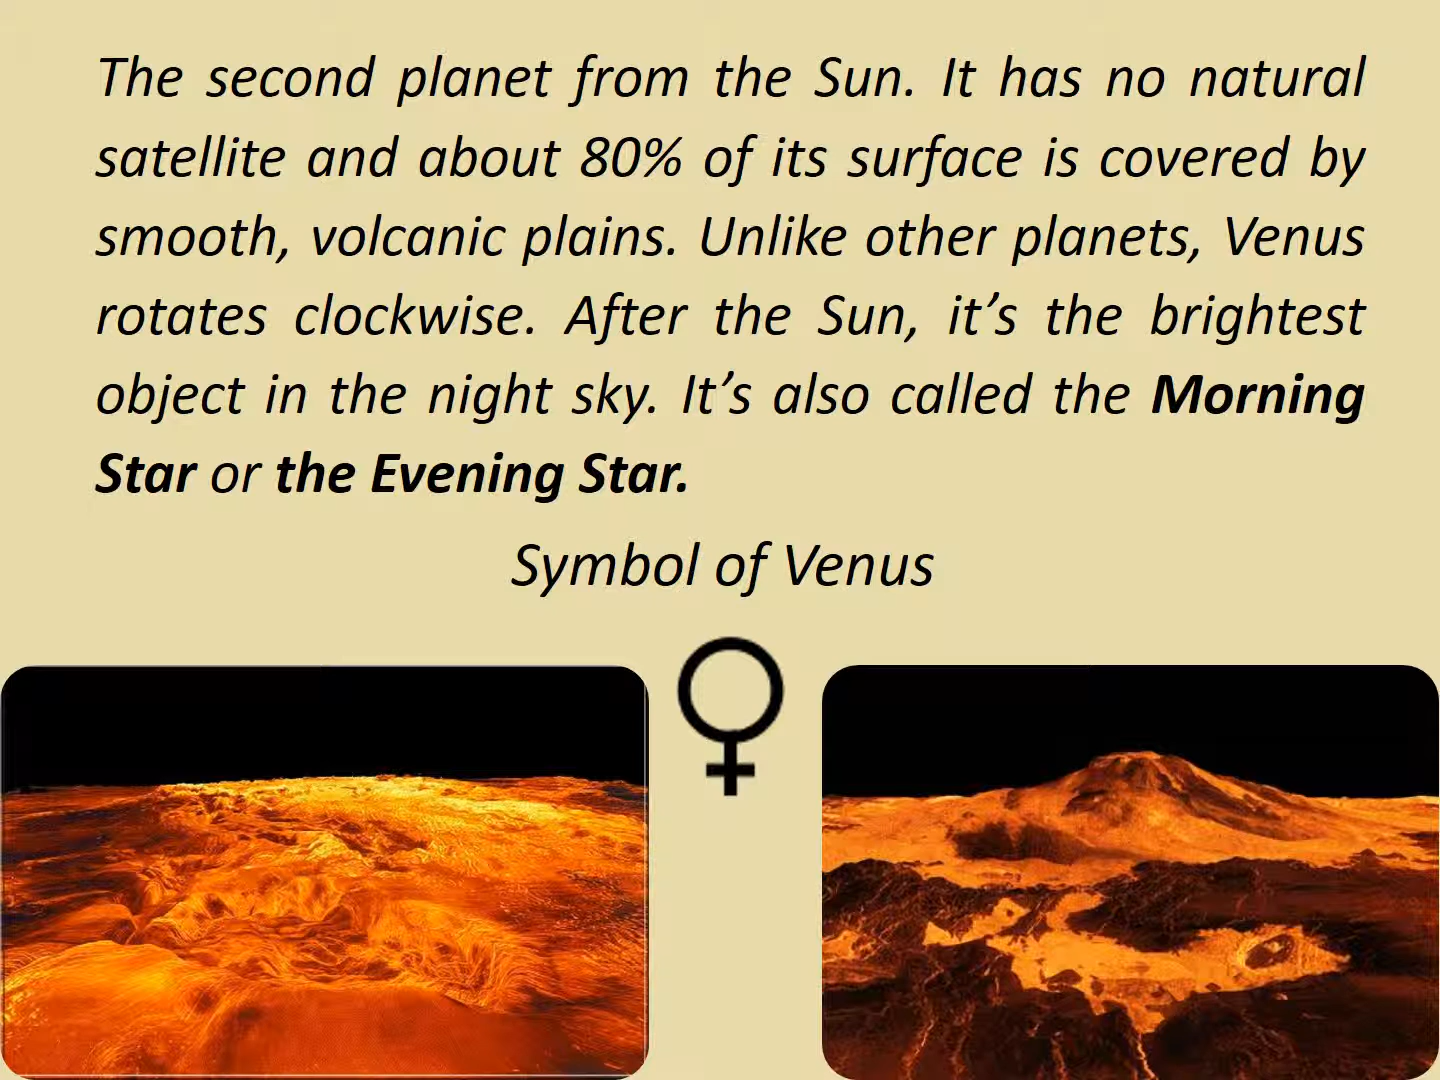 The second planet from the Sun. It has no natural
satellite and about 80% of its surface is covered by
smooth, volcanic plains. Unlike other planets, Venus
rotates clockwise. After the Sun, it’s the brightest
object in the night sky. It’s also called the Morning
Star or the Evening Star.
Symbol of Venus